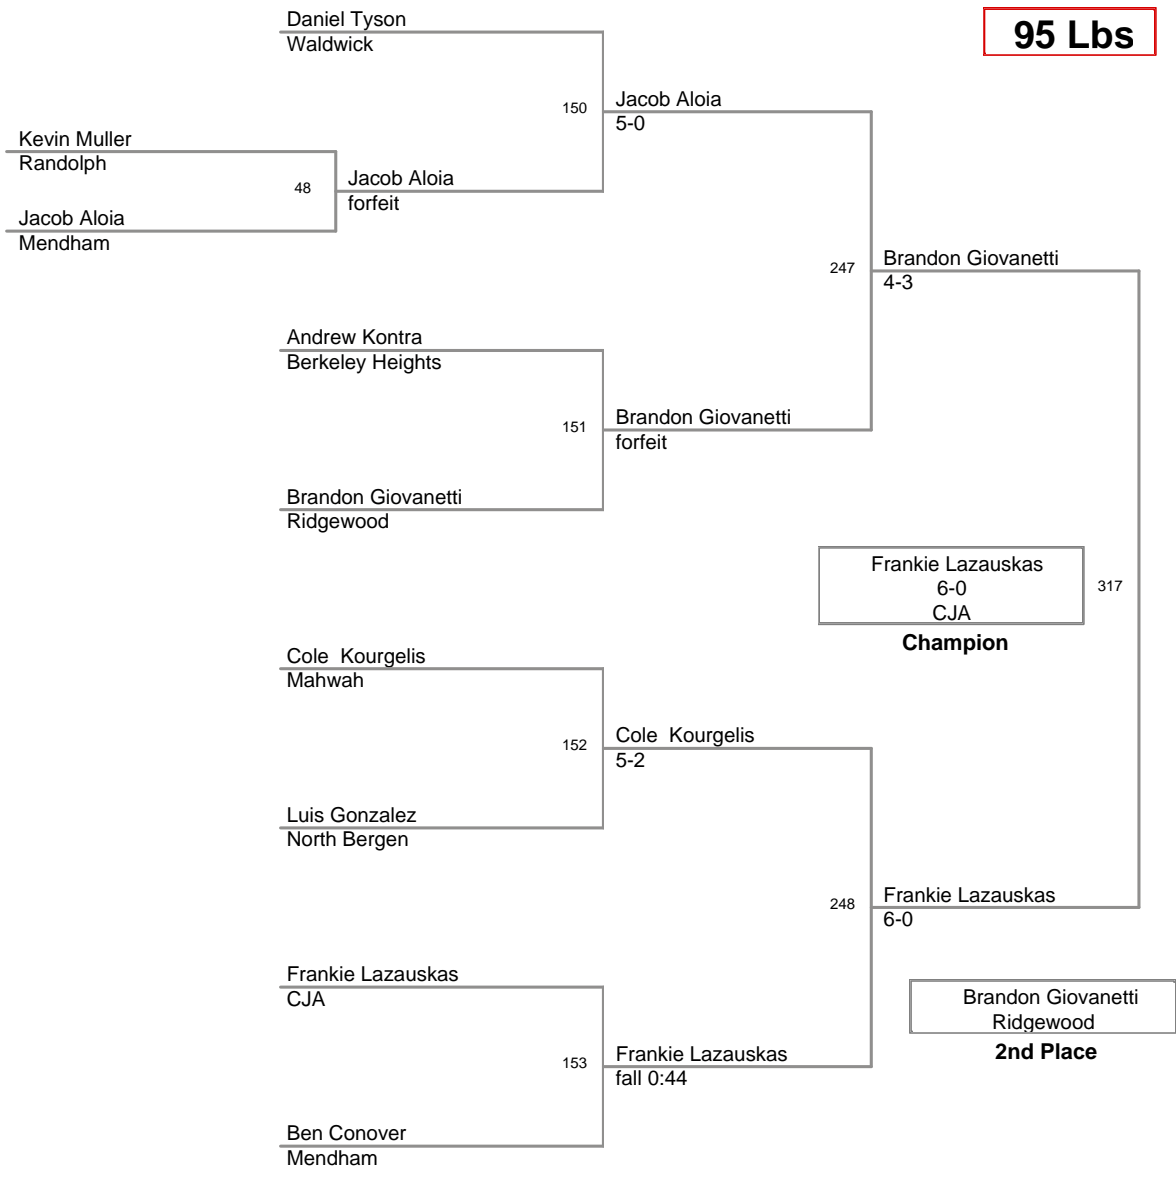 Daniel Tyson
Waldwick
95 Lbs
150
Jacob Aloia
5-0
Kevin Muller
Randolph
48
Jacob Aloia
forfeit
Jacob Aloia
Mendham
247
Brandon Giovanetti
4-3
Andrew Kontra
Berkeley Heights
151
Brandon Giovanetti
forfeit
Brandon Giovanetti
Ridgewood
Frankie Lazauskas
6-0
CJA
317
Champion
Cole  Kourgelis
Mahwah
152
Cole  Kourgelis
5-2
Luis Gonzalez
North Bergen
248
Frankie Lazauskas
6-0
Frankie Lazauskas
CJA
Brandon Giovanetti
Ridgewood
2nd Place
153
Frankie Lazauskas
fall 0:44
Ben Conover
Mendham